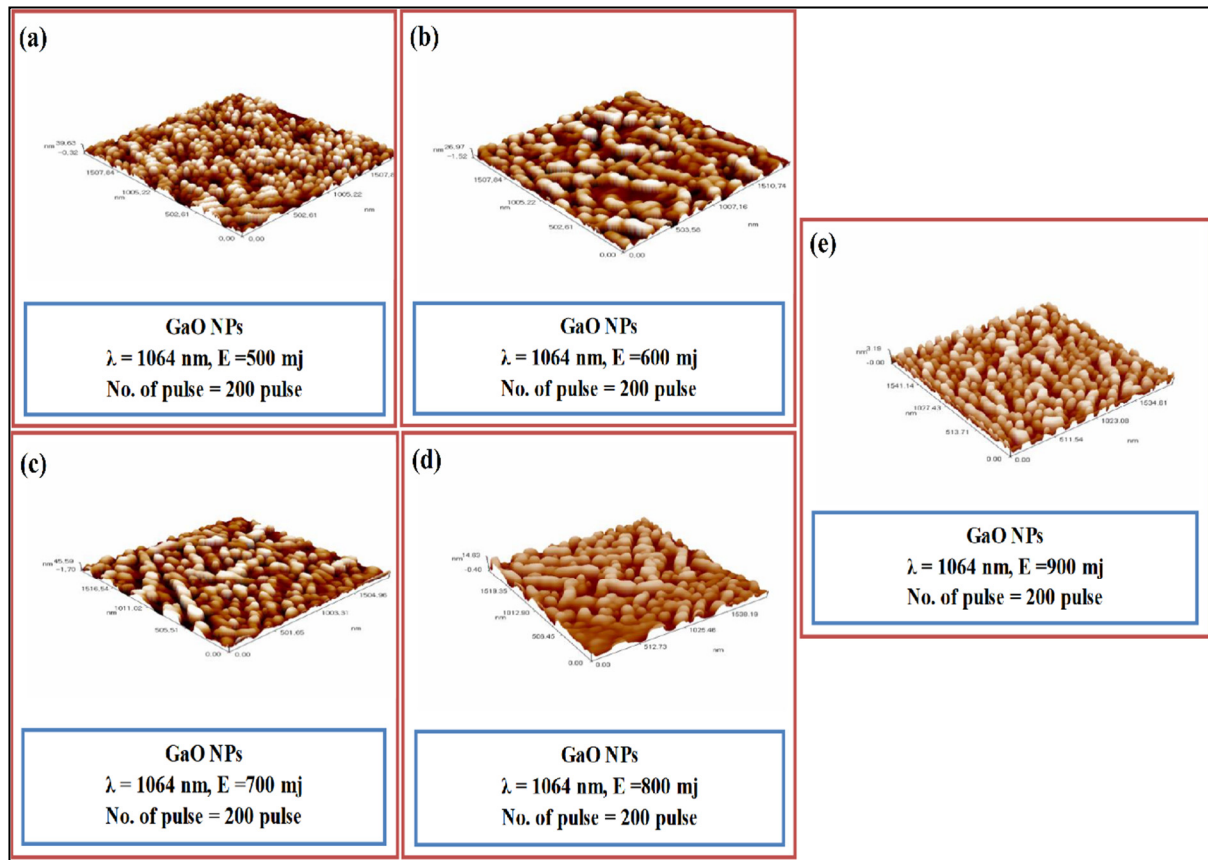 (a)
nm 39.63
-0.32
1507.84
1005.22
nm
502.61
0.00
0.00
502.61
1005.22
nm
GaO NPs
λ = 1064 nm, E =500 mj
No. of pulse = 200 pulse
(b)
nm 26.97
-1.52
1507.84
1005.22
nm
502.61
0.00
0.00
503.58
1007.16
nm
1510.74
GaO NPs
λ = 1064 nm, E =600 mj
No. of pulse = 200 pulse
(c)
nm 45.59
-1.70
1516.54
1011.02
nm
505.51
0.00
0.00
501.65
1003.31
nm
1504.96
GaO NPs
λ = 1064 nm, E =700 mj
No. of pulse = 200 pulse
(d)
nm 14.83
-0.40
1519.35
nm
0.00
0.00
512.73
1025.46
nm
1538.19
GaO NPs
λ = 1064 nm, E =800 mj
No. of pulse = 200 pulse
(e)
nm 3.18
-0.00
1541.14
1027.43
nm
513.71
0.00
0.00
511.54
1023.08
nm
1534.61
GaO NPs
λ = 1064 nm, E =900 mj
No. of pulse = 200 pulse